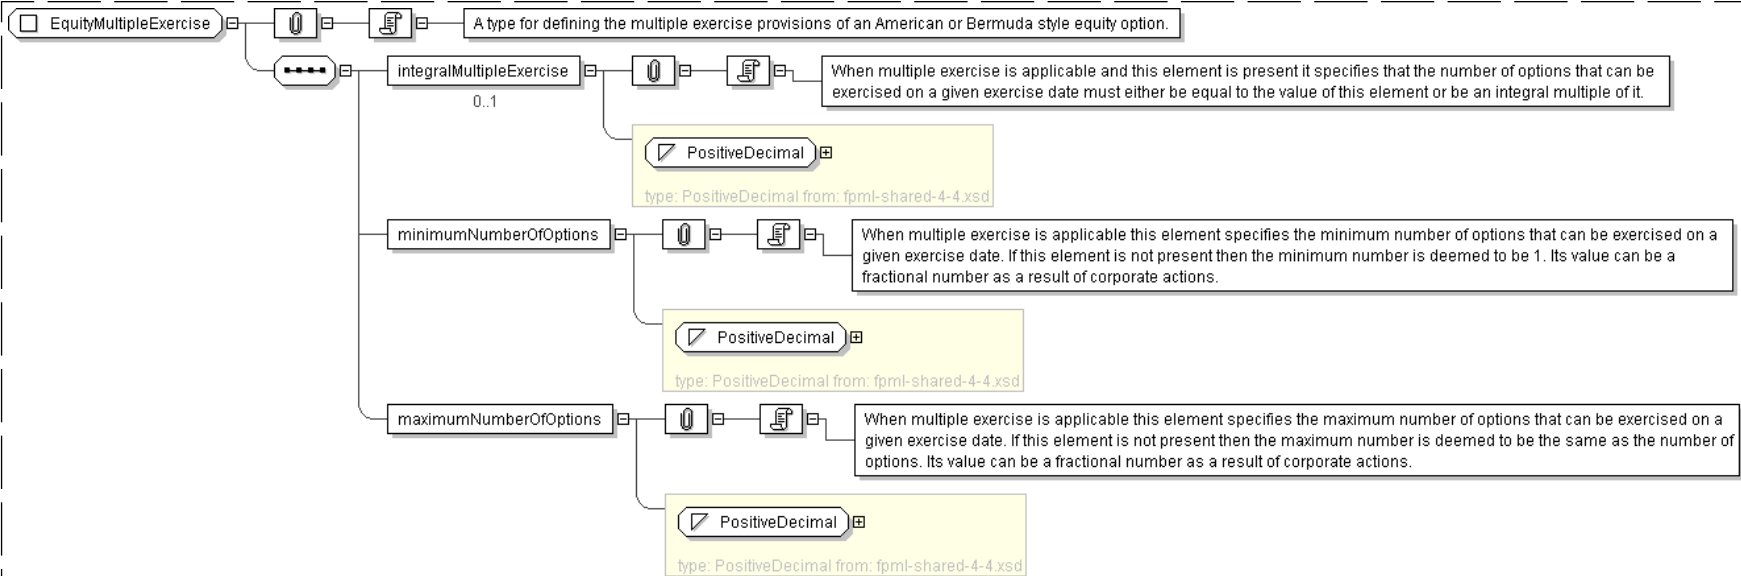 EquityMultipleExercise
A type for defining the multiple exercise provisions of an American or Bermuda style equity option.
integralMultipleExercise
0..1
When multiple exercise is applicable and this element is present it specifies that the number of options that can be
exercised on a given exercise date must either be equal to the value of this element or be an integral multiple of it.
PositiveDecimal
type: PositiveDecimal from: fpml-shared-4-4.xsd
minimumNumberOfOptions
When multiple exercise is applicable this element specifies the minimum number of options that can be exercised on a
given exercise date. If this element is not present then the minimum number is deemed to be 1. Its value can be a
fractional number as a result of corporate actions.
PositiveDecimal
type: PositiveDecimal from: fpml-shared-4-4.xsd
maximumNumberOfOptions
When multiple exercise is applicable this element specifies the maximum number of options that can be exercised on a
given exercise date. If this element is not present then the maximum number is deemed to be the same as the number of
options. Its value can be a fractional number as a result of corporate actions.
PositiveDecimal
type: PositiveDecimal from: fpml-shared-4-4.xsd